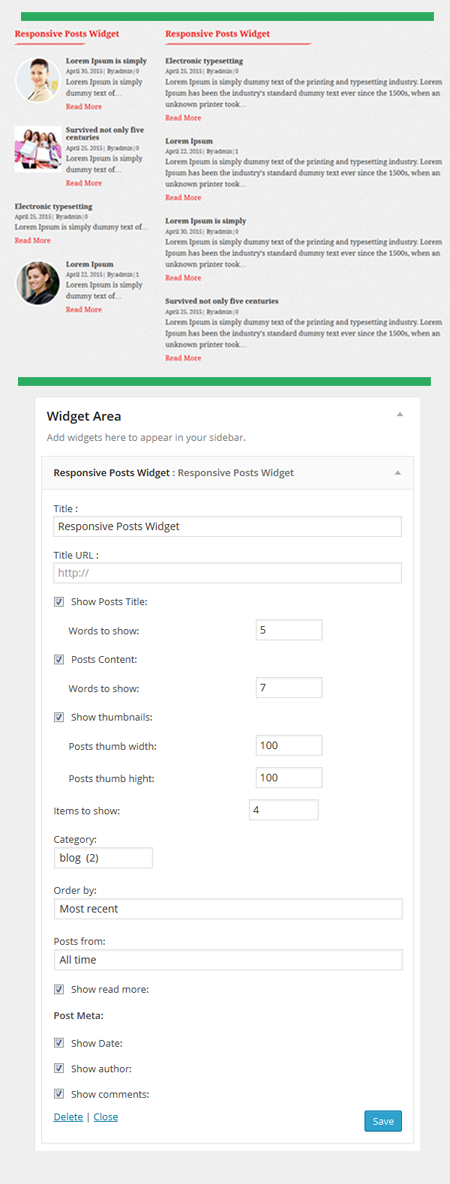 Responsive Posts Widget
Lorem Ipsum is simply
April 30, 2015 | By:admin | 0
Lorem Ipsum is simply
dummy text of...
Read More
Survived not only five
centuries
April 25, 2015 | By:admin | 0
Lorem Ipsum is simply
dummy text of...
Read More
Electronic typesetting
April 25, 2015 | By:admin | 0
Lorem Ipsum is simply dummy text of...
Read More
Lorem Ipsum
April 22, 2015 | By:admin | 1
Lorem Ipsum is simply
dummy text of...
Read More
Responsive Posts Widget
Electronic typesetting
April 25, 2015 | By:admin | 0
Lorem Ipsum is simply dummy text of the printing and typesetting industry. Lorem
Ipsum has been the industry's standard dummy text ever since the 1500s, when an
unknown printer took...
Read More
Lorem Ipsum
April 22, 2015 | By:admin | 1
Lorem Ipsum is simply dummy text of the printing and typesetting industry. Lorem
Ipsum has been the industry's standard dummy text ever since the 1500s, when an
unknown printer took...
Read More
Lorem Ipsum is simply
April 30, 2015 | By:admin | 0
Lorem Ipsum is simply dummy text of the printing and typesetting industry. Lorem
Ipsum has been the industry's standard dummy text ever since the 1500s, when an
unknown printer took...
Read More
Survived not only five centuries
April 25, 2015 | By:admin | 0
Lorem Ipsum is simply dummy text of the printing and typesetting industry. Lorem
Ipsum has been the industry's standard dummy text ever since the 1500s, when an
unknown printer took...
Read More
Widget Area
Add widgets here to appear in your sidebar.
Responsive Posts Widget : Responsive Posts Widget
Title :
Responsive Posts Widget
Title URL :
http://
Show Posts Title:
Words to show: 5
Posts Content:
Words to show: 7
Show thumbnails:
Posts thumb width: 100
Posts thumb hight: 100
Items to show: 4
Category:
blog (2)
Order by:
Most recent
Posts from:
All time
Show read more:
Post Meta:
Show Date:
Show author:
Show comments:
Delete | Close
Save